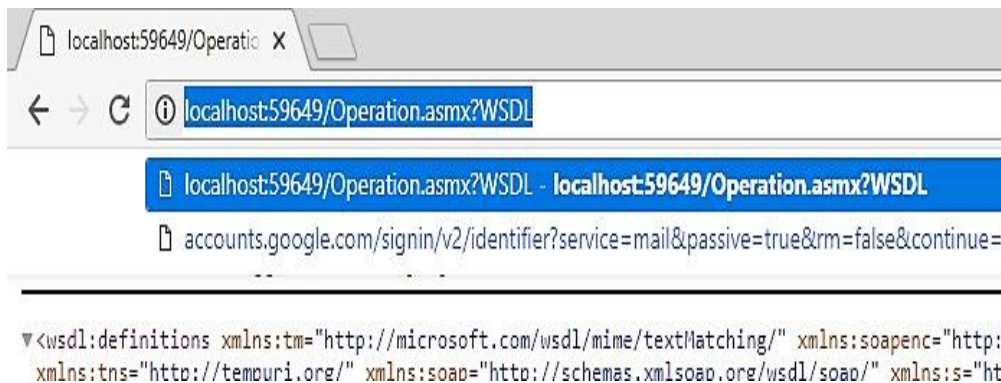 localhost:59649/Operatic
localhost:59649/Operation.asmx?WSDL
localhost:59649/Operation.asmx?WSDL - localhost:59649/Operation.asmx?WSDL
accounts.google.com/signin/v2/identifier?service=mail&passive=true&rm=false&continue=
<wsdl:definitions xmlns:tm="http://microsoft.com/wsdl/mime/textMatching/" xmlns:soapenc="http:
xmlns:tns="http://tempuri.org/" xmlns:soap="http://schemas.xmlsoap.org/wsdl/soap/" xmlns:s="ht